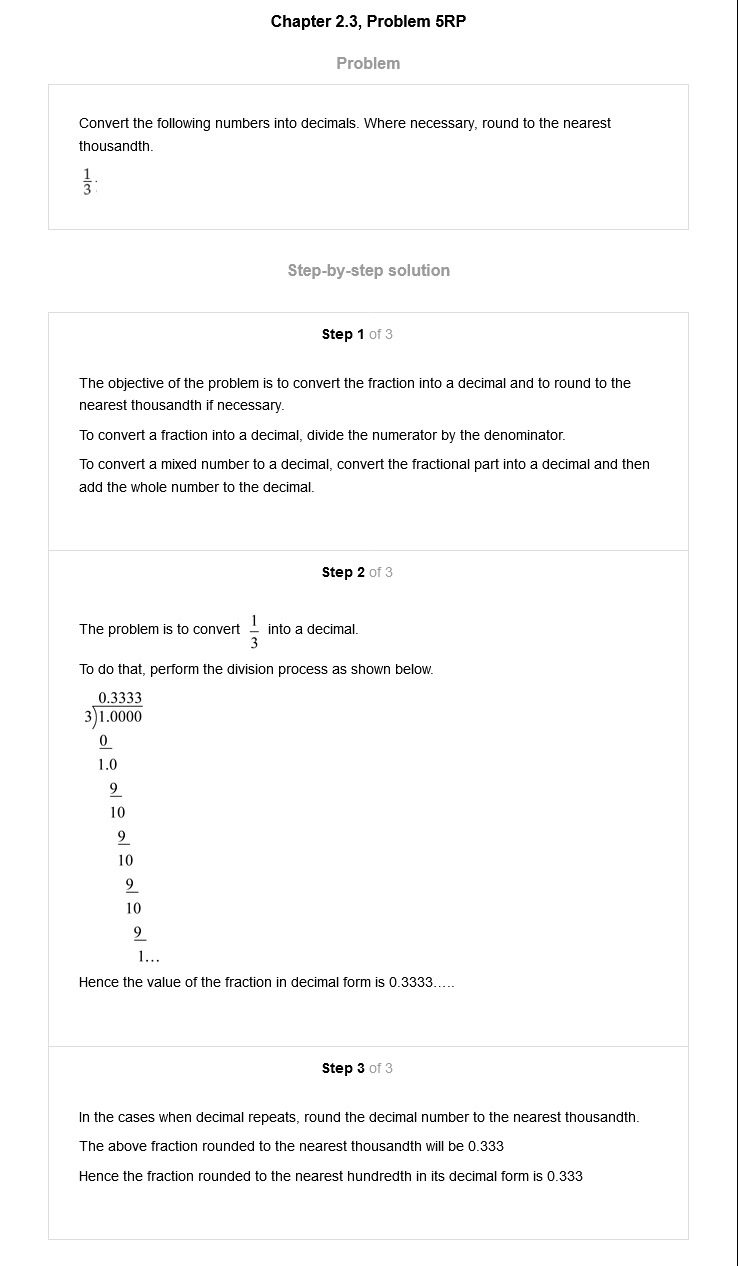 Chapter 2.3, Problem 5RP
Problem
Convert the following numbers into decimals. Where necessary, round to the nearest
thousandth.
1
3
.
Step-by-step solution
Step 1 of 3
The objective of the problem is to convert the fraction into a decimal and to round to the
nearest thousandth if necessary.
To convert a fraction into a decimal, divide the numerator by the denominator.
To convert a mixed number to a decimal, convert the fractional part into a decimal and then
add the whole number to the decimal.
Step 2 of 3
The problem is to convert 1/3 into a decimal.
To do that, perform the division process as shown below.
0.3333
3)1.0000
0
1.0
9
10
9
10
9
10
9
1...
Hence the value of the fraction in decimal form is 0.3333.....
Step 3 of 3
In the cases when decimal repeats, round the decimal number to the nearest thousandth.
The above fraction rounded to the nearest thousandth will be 0.333
Hence the fraction rounded to the nearest hundredth in its decimal form is 0.333